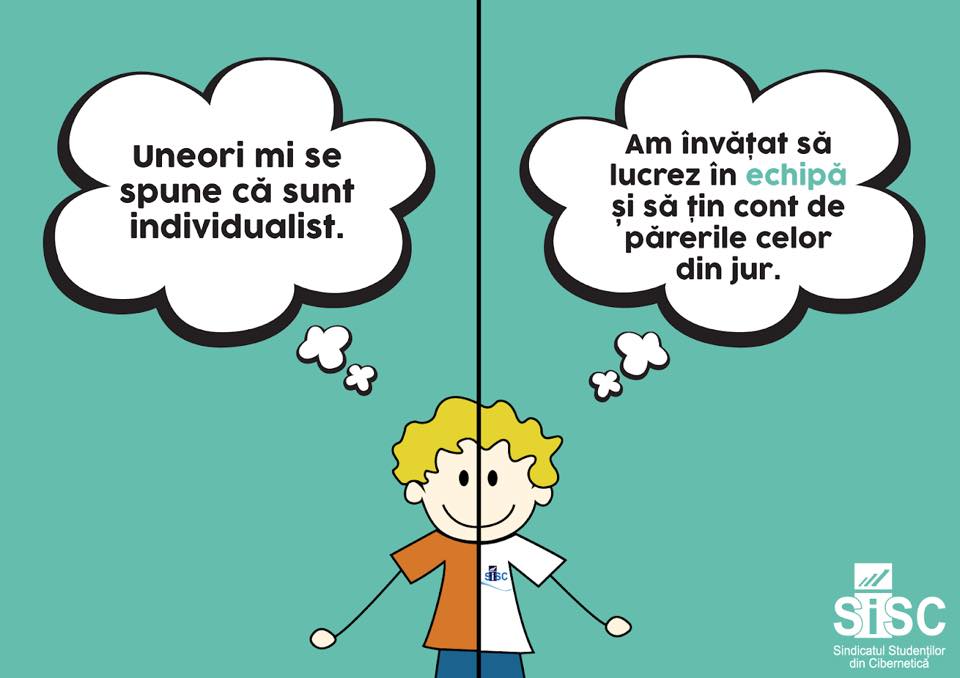 Uneori mi se
spune că sunt
individualist.
Am învățat să
lucrez în echipă
și să țin cont de
părerile celor
din jur.
SiSC
SiSC
Sindicatul Studenților
din Cibernetică